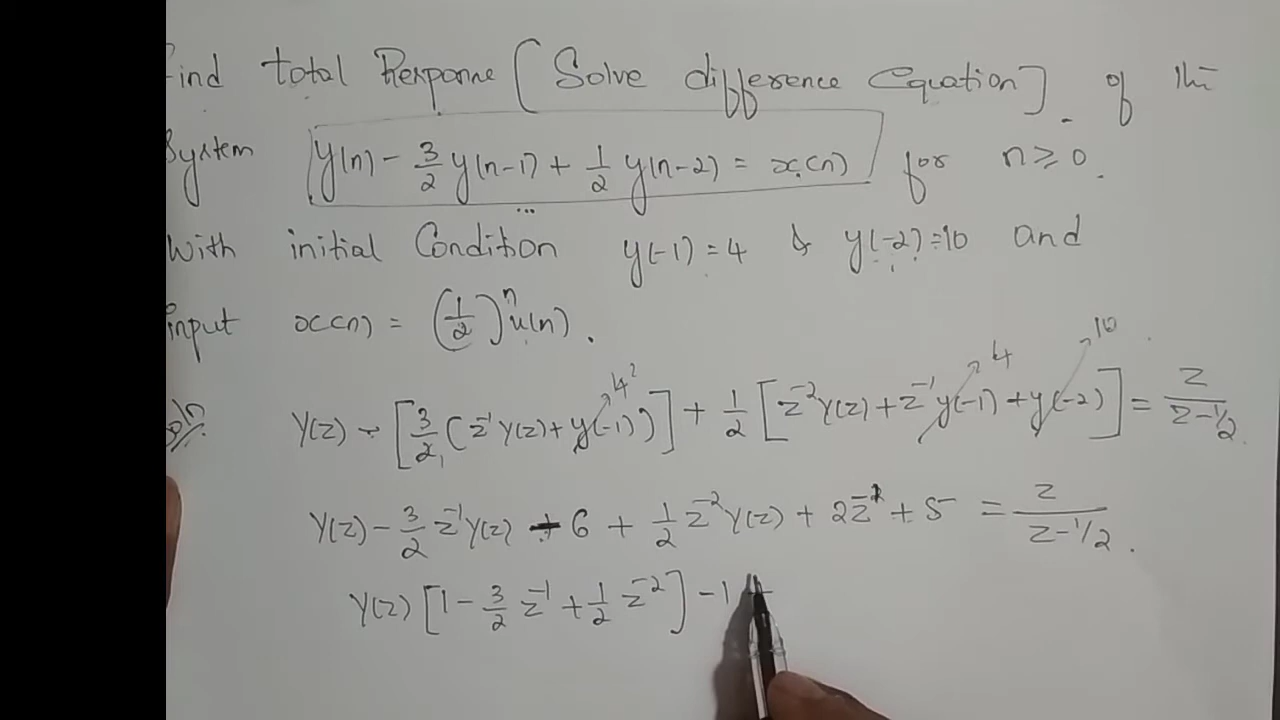 Find total Response [Solve difference Equation] of the
System y(n) - 3/2 y(n-1) + 1/2 y(n-2) = x(n) for n ≥ 0.
With initial Condition y(-1) = 4 & y(-2) = 10 and
input x(n) = (1/2)^n u(n).
Soln Y(z) - [3/2 (z^-1 Y(z) + y(-1))] + 1/2 [z^-2 Y(z) + z^-1 y(-1) + y(-2)] = z/(z - 1/2)
Y(z) - 3/2 z^-1 Y(z) - 6 + 1/2 z^-2 Y(z) + 2z^-1 + 5 = z/(z - 1/2).
Y(z) [1 - 3/2 z^-1 + 1/2 z^-2] - 1 +